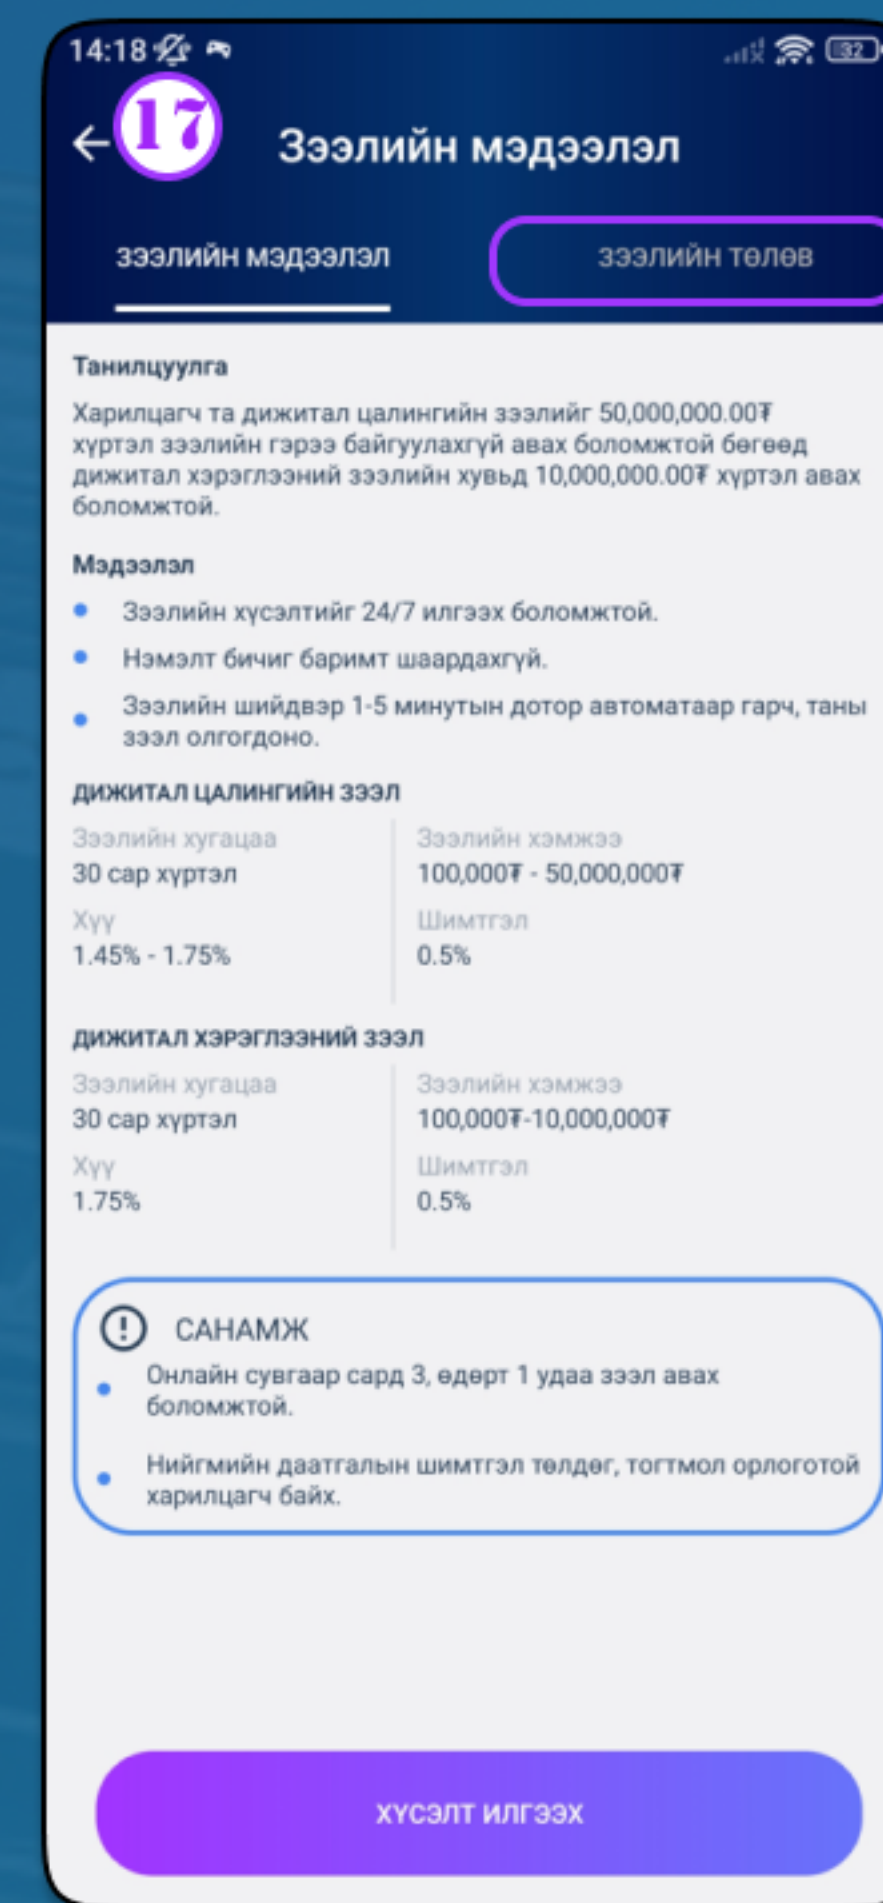 14:18
32
17
Зээлийн мэдээлэл
ЗЭЭЛИЙН МЭДЭЭЛЭЛ
ЗЭЭЛИЙН ТӨЛӨВ
Танилцуулга
Харилцагч та дижитал цалингийн зээлийг 50,000,000.00₮
хүртэл зээлийн гэрээ байгуулахгүй авах боломжтой бөгөөд
дижитал хэрэглээний зээлийн хувьд 10,000,000.00₮ хүртэл авах
боломжтой.
Мэдээлэл
Зээлийн хүсэлтийг 24/7 илгээх боломжтой.
Нэмэлт бичиг баримт шаардахгүй.
Зээлийн шийдвэр 1-5 минутын дотор автоматаар гарч, таны
зээл олгогдоно.
ДИЖИТАЛ ЦАЛИНГИЙН ЗЭЭЛ
Зээлийн хугацаа
30 сар хүртэл
Зээлийн хэмжээ
100,000₮ - 50,000,000₮
Хүү
1.45% - 1.75%
Шимтгэл
0.5%
ДИЖИТАЛ ХЭРЭГЛЭЭНИЙ ЗЭЭЛ
Зээлийн хугацаа
30 сар хүртэл
Зээлийн хэмжээ
100,000₮-10,000,000₮
Хүү
1.75%
Шимтгэл
0.5%
САНАМЖ
Онлайн сувгаар сард 3, өдөрт 1 удаа зээл авах
боломжтой.
Нийгмийн даатгалын шимтгэл төлдөг, тогтмол орлоготой
харилцагч байх.
ХҮСЭЛТ ИЛГЭЭХ